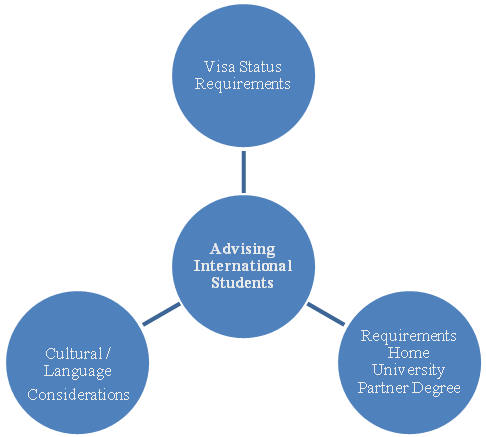 Visa Status
Requirements
Advising
International
Students
Cultural /
Language
Considerations
Requirements
Home
University
Partner Degree